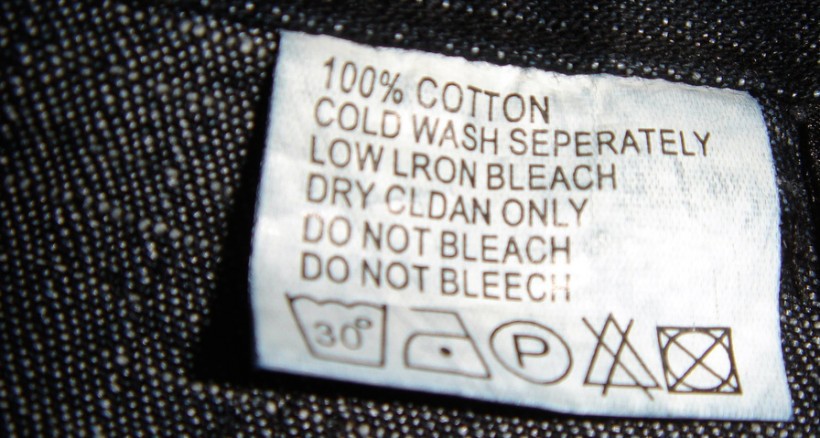 100% COTTON
COLD WASH SEPERATELY
LOW LRON BLEACH
DRY CLDAN ONLY
DO NOT BLEACH
DO NOT BLEECH
30° P